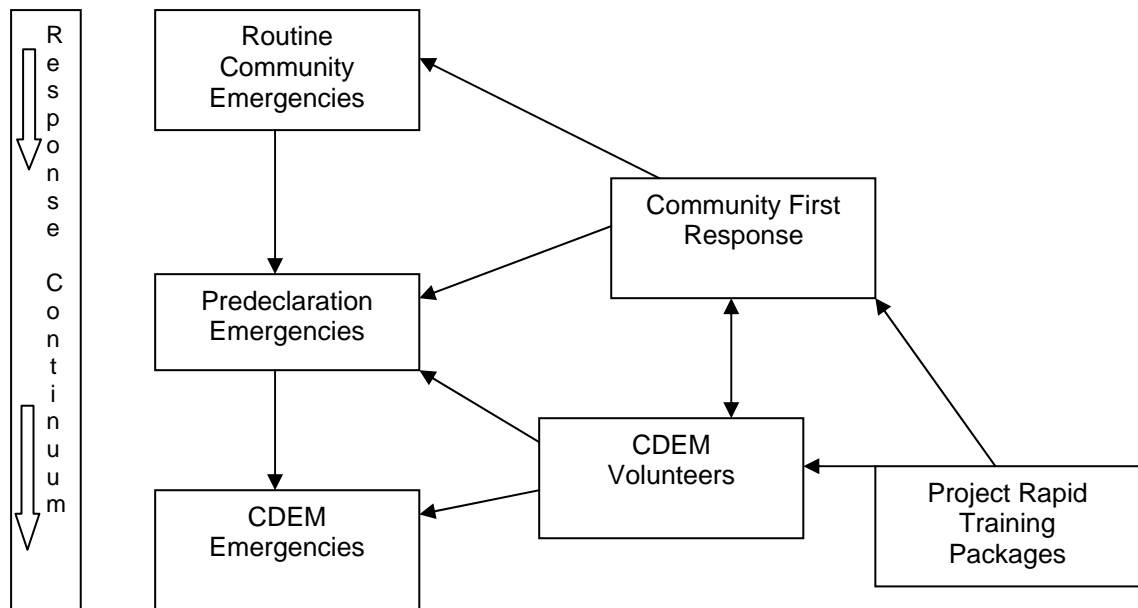 Response Continuum
Routine
Community
Emergencies
Community First
Response
Predeclaration
Emergencies
CDEM
Volunteers
Project Rapid
Training
Packages
CDEM
Emergencies